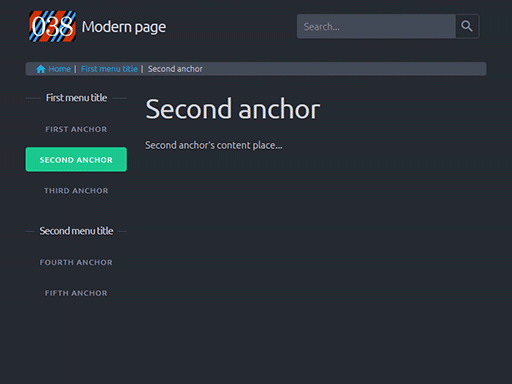 038 Modern page
Search...
Home | First menu title | Second anchor
First menu title
FIRST ANCHOR
SECOND ANCHOR
THIRD ANCHOR
Second menu title
FOURTH ANCHOR
FIFTH ANCHOR
Second anchor
Second anchor's content place...